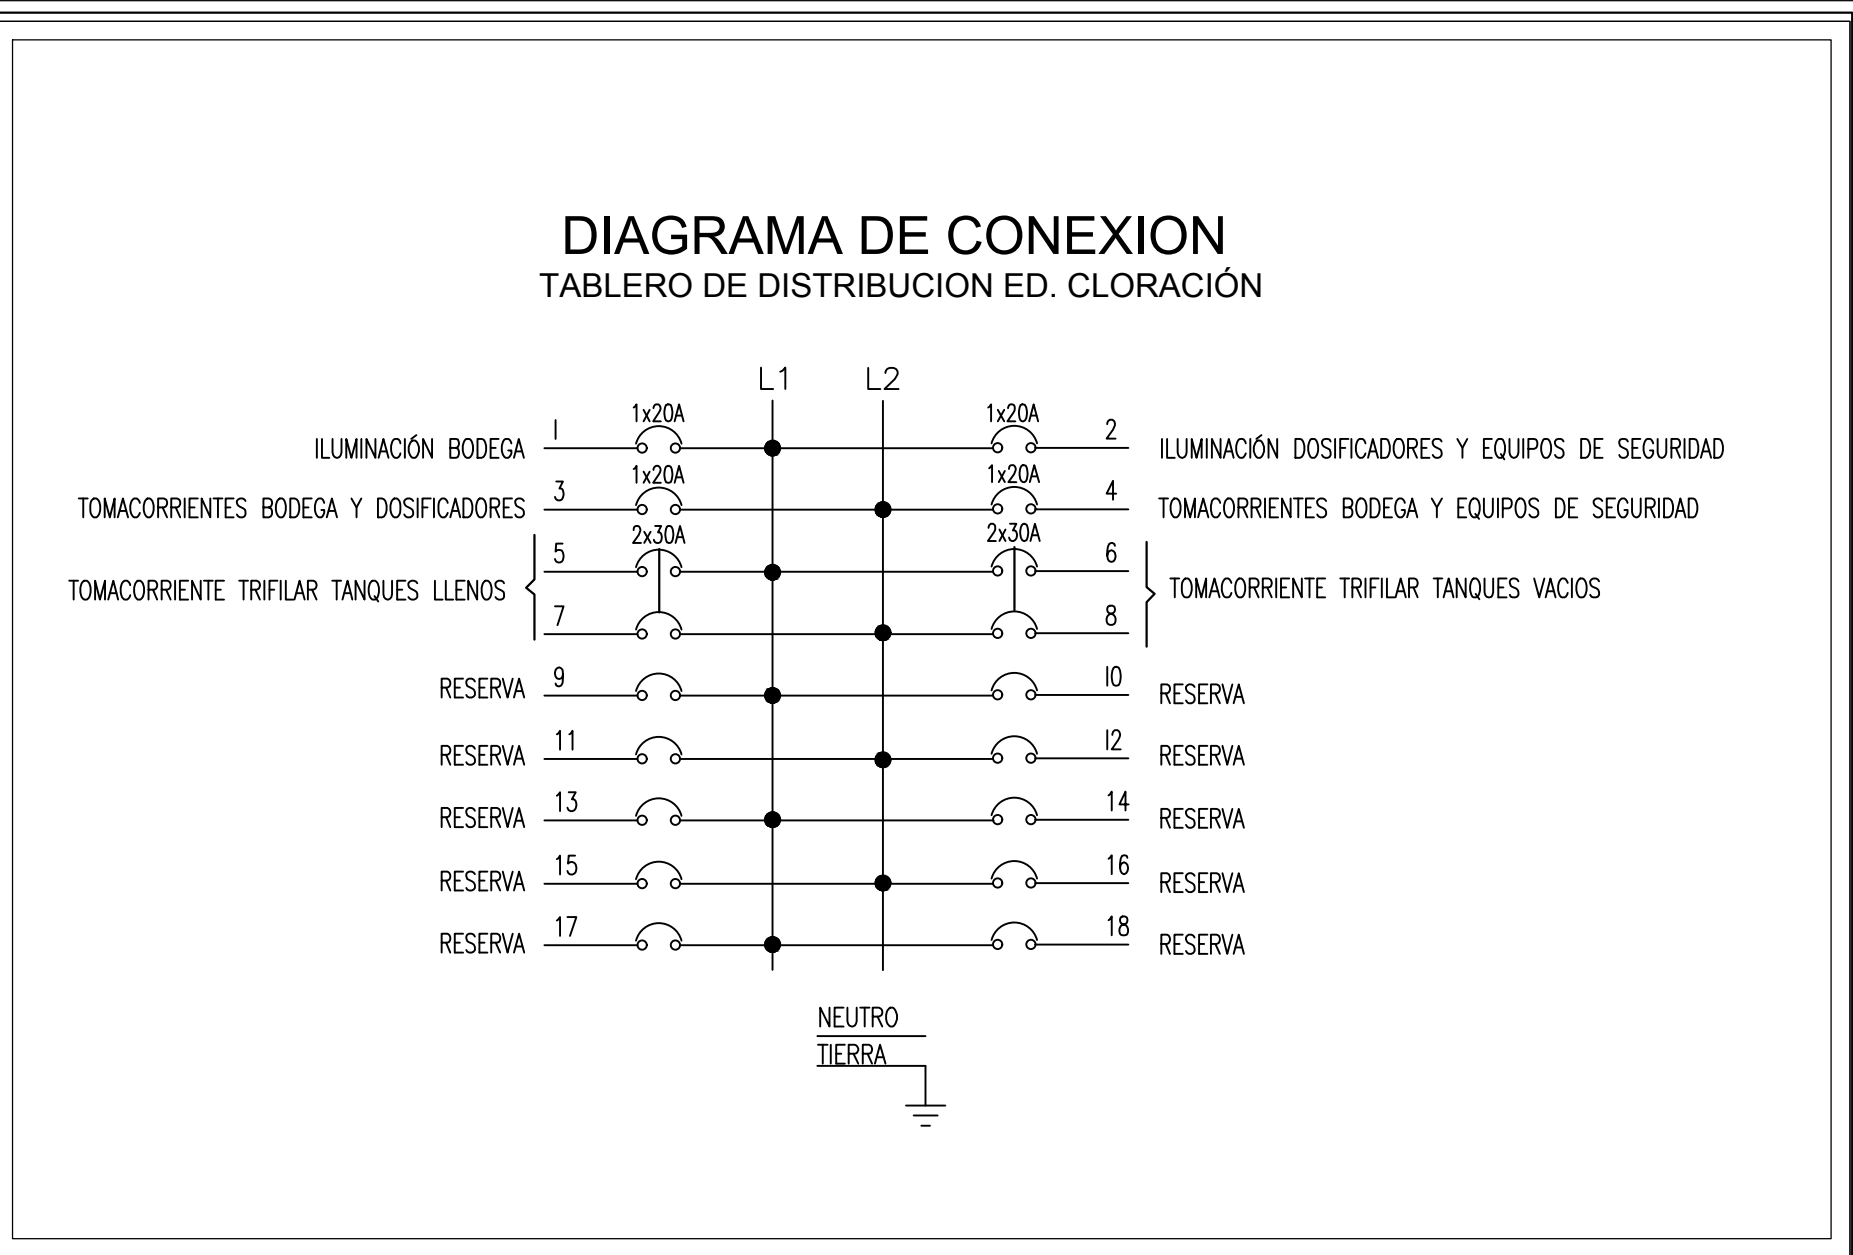 DIAGRAMA DE CONEXION
TABLERO DE DISTRIBUCION ED. CLORACIÓN
L1 L2
1x20A 1x20A
ILUMINACIÓN BODEGA 1 2 ILUMINACIÓN DOSIFICADORES Y EQUIPOS DE SEGURIDAD
1x20A 1x20A
TOMACORRIENTES BODEGA Y DOSIFICADORES 3 4 TOMACORRIENTES BODEGA Y EQUIPOS DE SEGURIDAD
2x30A 2x30A
5 6
TOMACORRIENTE TRIFILAR TANQUES LLENOS TOMACORRIENTE TRIFILAR TANQUES VACIOS
7 8
RESERVA 9 10 RESERVA
RESERVA 11 12 RESERVA
RESERVA 13 14 RESERVA
RESERVA 15 16 RESERVA
RESERVA 17 18 RESERVA
NEUTRO
TIERRA